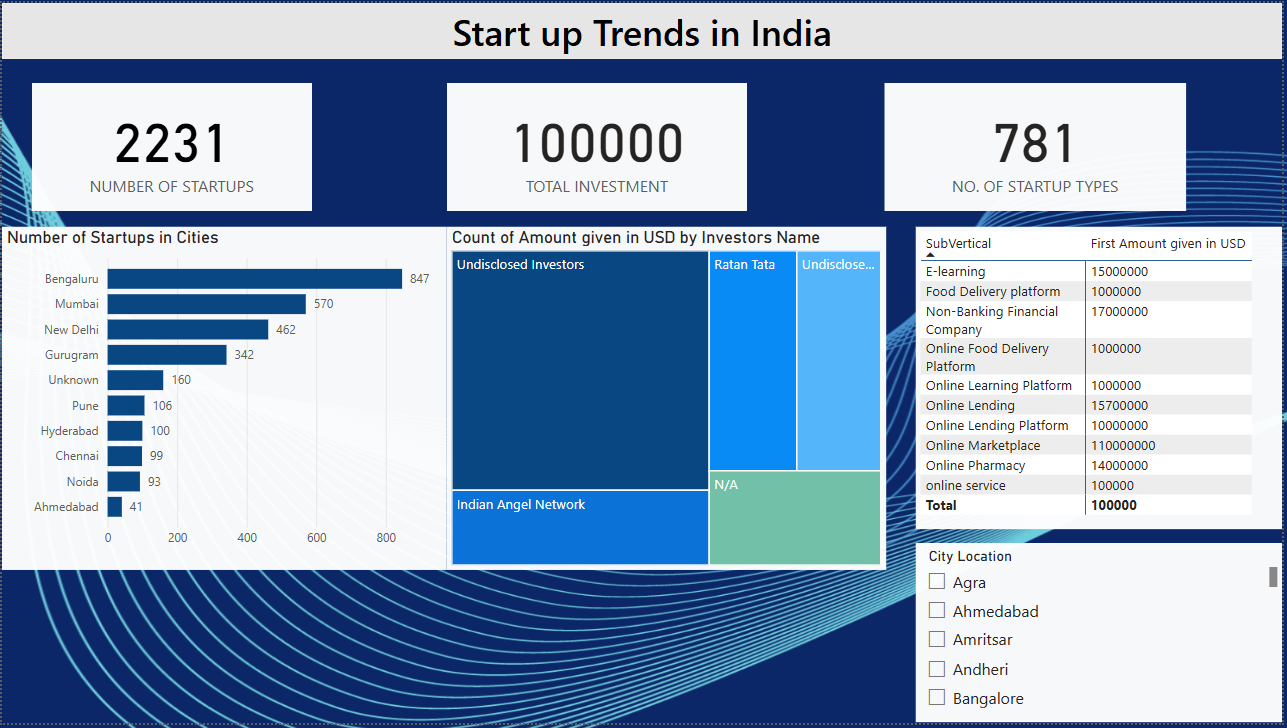 Start up Trends in India
2231
NUMBER OF STARTUPS
100000
TOTAL INVESTMENT
781
NO. OF STARTUP TYPES
Number of Startups in Cities
Bengaluru 847
Mumbai 570
New Delhi 462
Gurugram 342
Unknown 160
Pune 106
Hyderabad 100
Chennai 99
Noida 93
Ahmedabad 41
0 200 400 600 800
Count of Amount given in USD by Investors Name
Undisclosed Investors
Ratan Tata
Undisclose...
Indian Angel Network
N/A
SubVertical First Amount given in USD
E-learning 15000000
Food Delivery platform 1000000
Non-Banking Financial 17000000
Company
Online Food Delivery 1000000
Platform
Online Learning Platform 1000000
Online Lending 15700000
Online Lending Platform 10000000
Online Marketplace 110000000
Online Pharmacy 14000000
online service 100000
Total 100000
City Location
Agra
Ahmedabad
Amritsar
Andheri
Bangalore